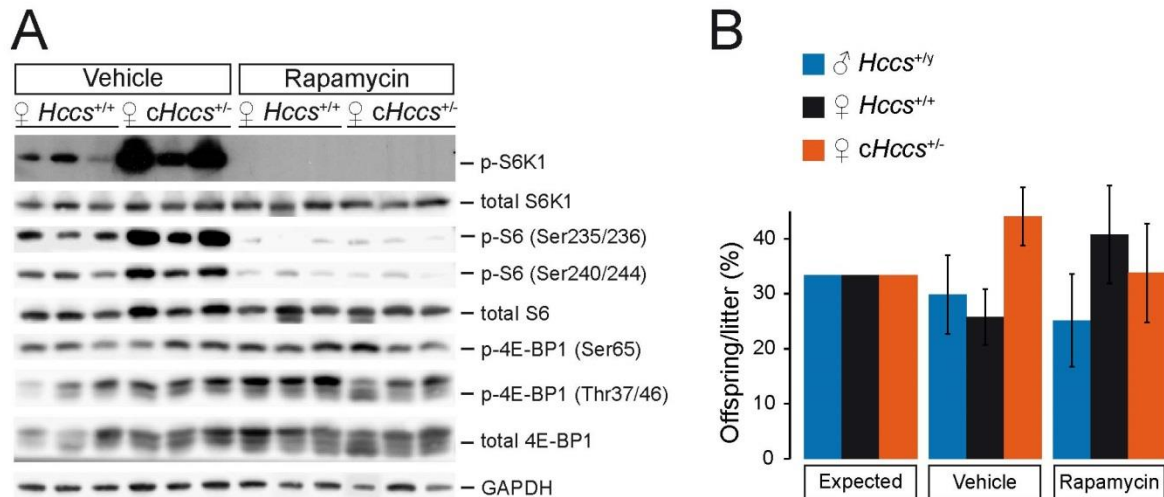 A
Vehicle Rapamycin
♀ Hccs+/+ ♀ cHccs+/- ♀ Hccs+/+ ♀ cHccs+/-
p-S6K1
total S6K1
p-S6 (Ser235/236)
p-S6 (Ser240/244)
total S6
p-4E-BP1 (Ser65)
p-4E-BP1 (Thr37/46)
total 4E-BP1
GAPDH
B
♂ Hccs+/y
♀ Hccs+/+
♀ cHccs+/-
Offspring/litter (%)
40
30
20
10
0
Expected Vehicle Rapamycin